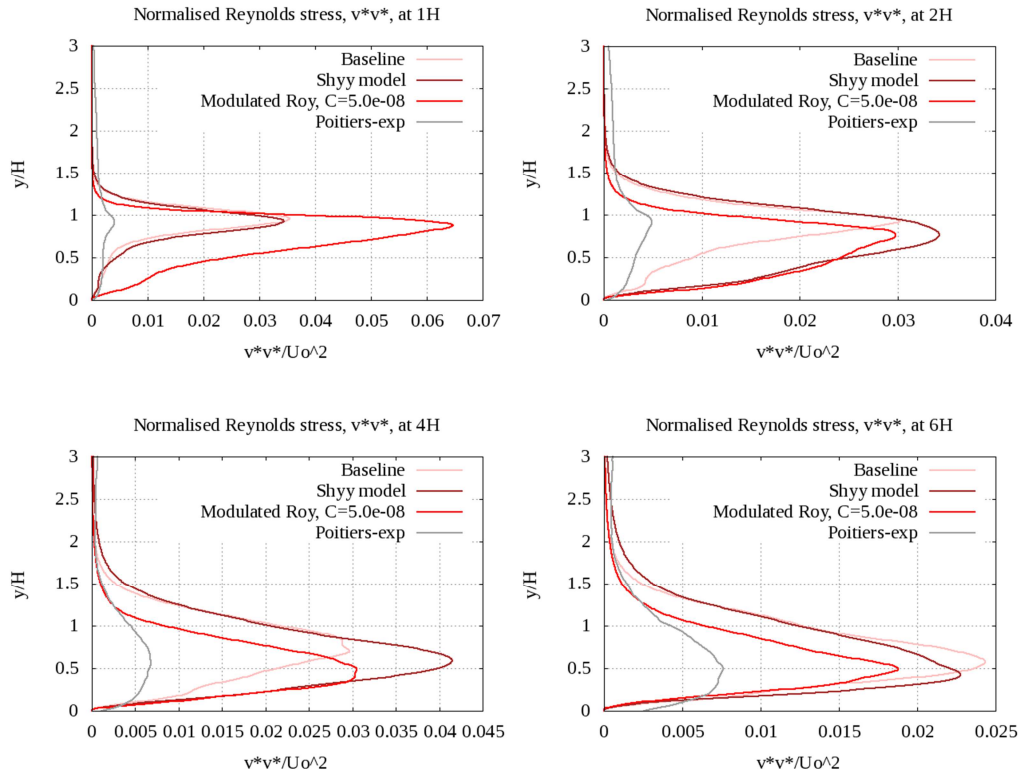 Normalised Reynolds stress, v*v*, at 1H
3
2.5
2
1.5
1
0.5
0
y/H
Baseline
Shyy model
Modulated Roy, C=5.0e-08
Poitiers-exp
0 0.01 0.02 0.03 0.04 0.05 0.06 0.07
v*v*/Uo^2
Normalised Reynolds stress, v*v*, at 2H
3
2.5
2
1.5
1
0.5
0
y/H
Baseline
Shyy model
Modulated Roy, C=5.0e-08
Poitiers-exp
0 0.01 0.02 0.03 0.04
v*v*/Uo^2
Normalised Reynolds stress, v*v*, at 4H
3
2.5
2
1.5
1
0.5
0
y/H
Baseline
Shyy model
Modulated Roy, C=5.0e-08
Poitiers-exp
0 0.005 0.01 0.015 0.02 0.025 0.03 0.035 0.04 0.045
v*v*/Uo^2
Normalised Reynolds stress, v*v*, at 6H
3
2.5
2
1.5
1
0.5
0
y/H
Baseline
Shyy model
Modulated Roy, C=5.0e-08
Poitiers-exp
0 0.005 0.01 0.015 0.02 0.025
v*v*/Uo^2